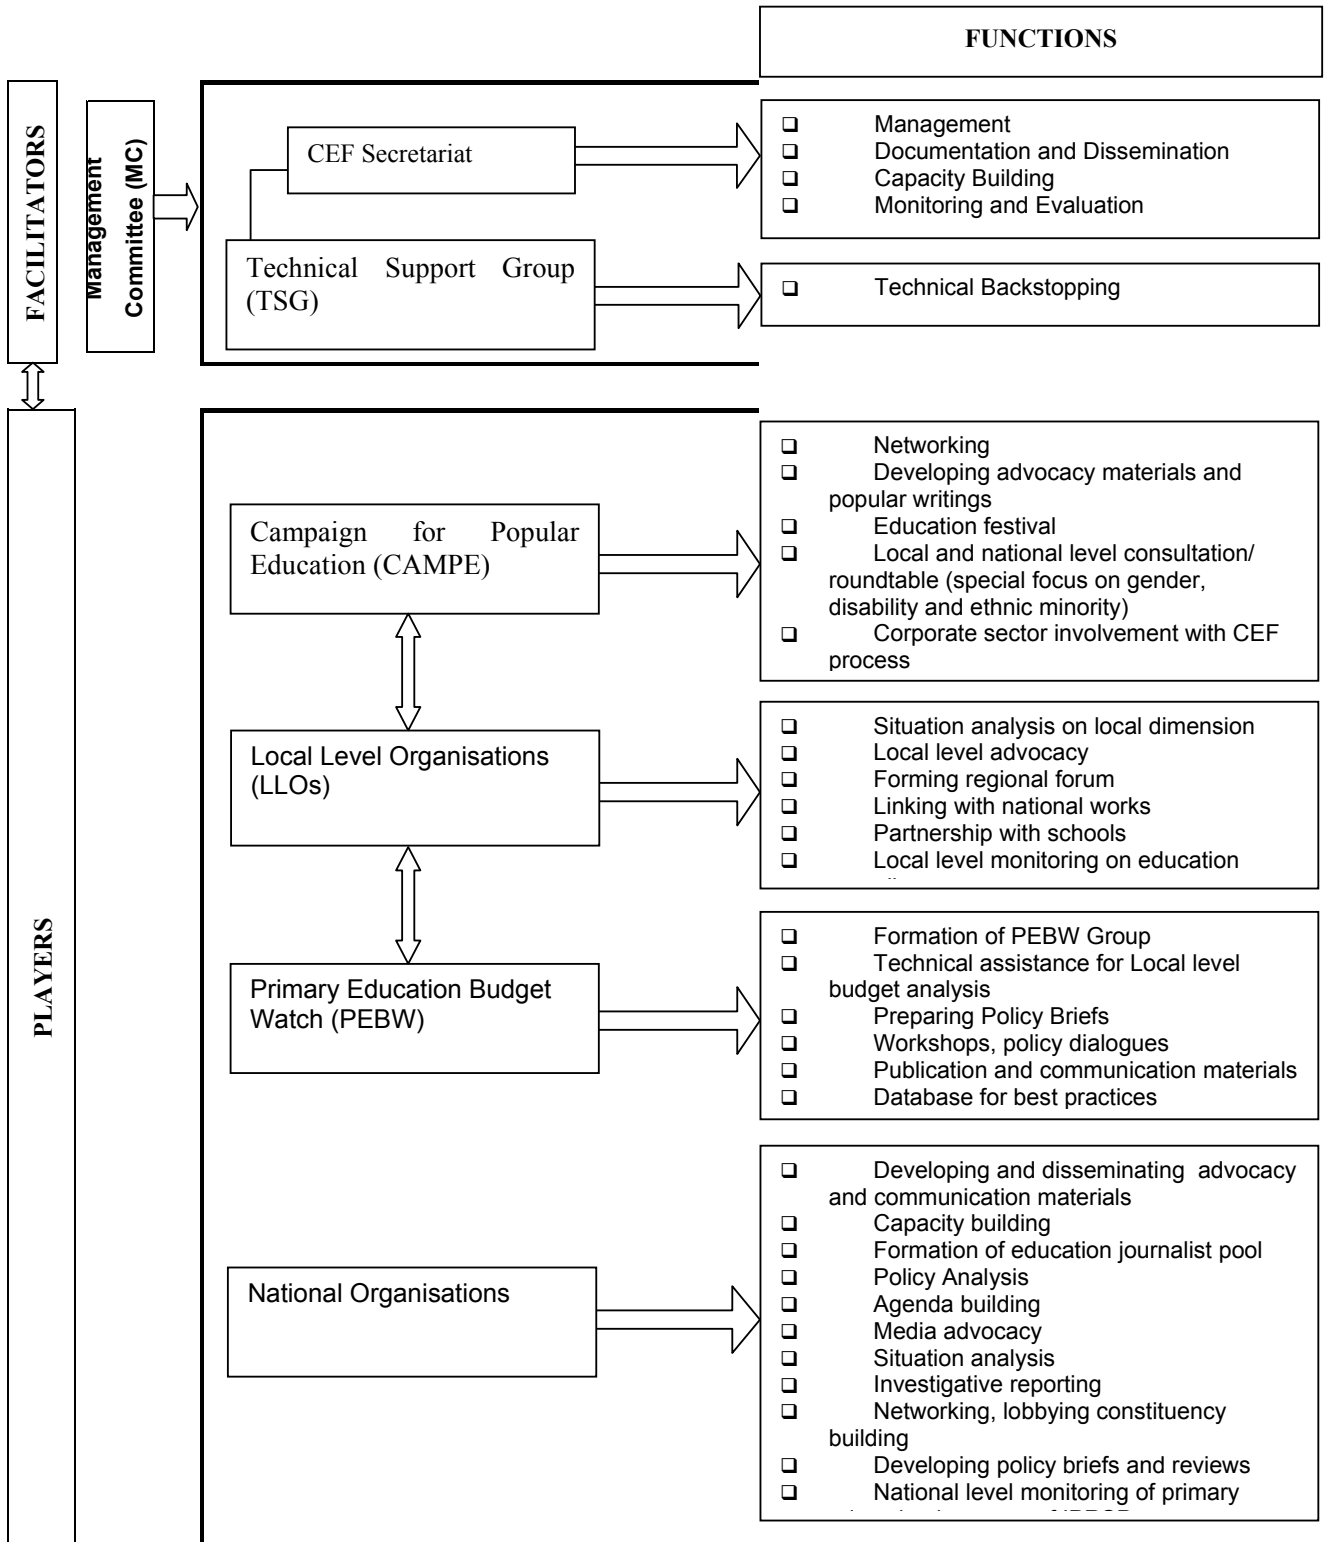 FUNCTIONS
FACILITATORS
Management
Committee (MC)
CEF Secretariat
❑ Management
❑ Documentation and Dissemination
❑ Capacity Building
❑ Monitoring and Evaluation
Technical Support Group
(TSG)
❑ Technical Backstopping
PLAYERS
Campaign for Popular
Education (CAMPE)
❑ Networking
❑ Developing advocacy materials and
popular writings
❑ Education festival
❑ Local and national level consultation/
roundtable (special focus on gender,
disability and ethnic minority)
❑ Corporate sector involvement with CEF
process
Local Level Organisations
(LLOs)
❑ Situation analysis on local dimension
❑ Local level advocacy
❑ Forming regional forum
❑ Linking with national works
❑ Partnership with schools
❑ Local level monitoring on education
Primary Education Budget
Watch (PEBW)
❑ Formation of PEBW Group
❑ Technical assistance for Local level
budget analysis
❑ Preparing Policy Briefs
❑ Workshops, policy dialogues
❑ Publication and communication materials
❑ Database for best practices
National Organisations
❑ Developing and disseminating advocacy
and communication materials
❑ Capacity building
❑ Formation of education journalist pool
❑ Policy Analysis
❑ Agenda building
❑ Media advocacy
❑ Situation analysis
❑ Investigative reporting
❑ Networking, lobbying constituency
building
❑ Developing policy briefs and reviews
❑ National level monitoring of primary